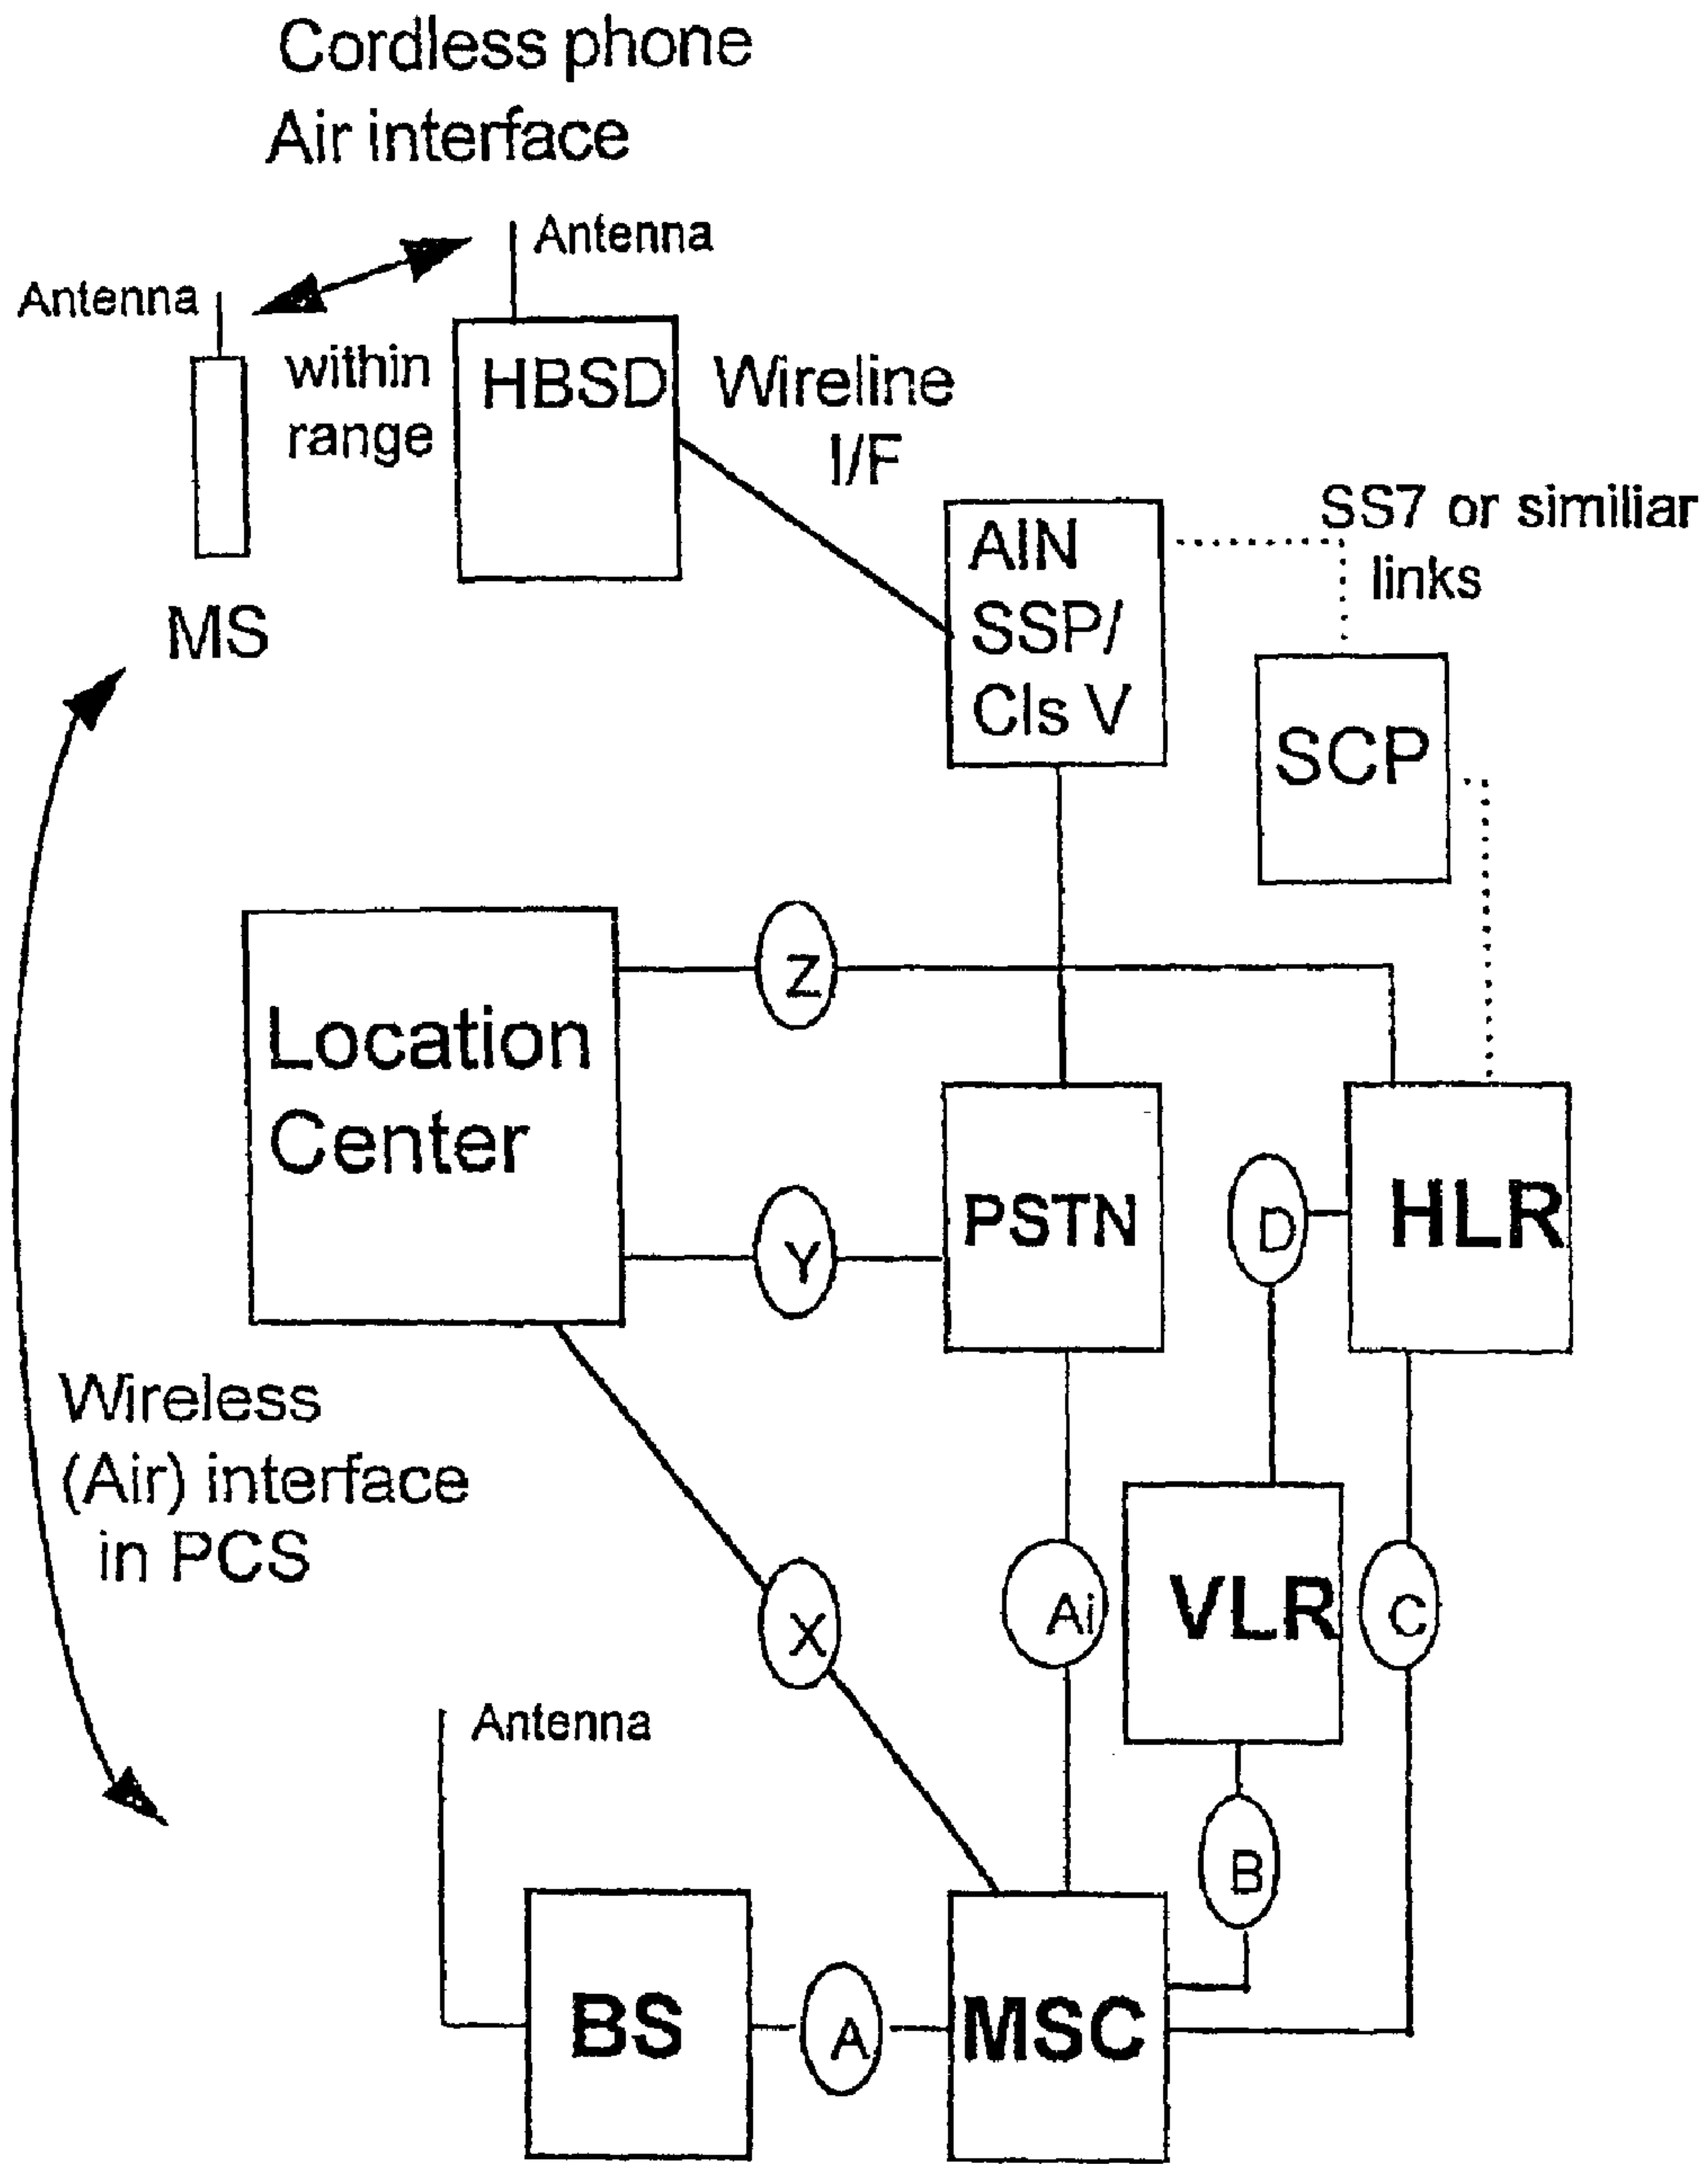 Cordless phone
Air interface
Antenna
Antenna
within
range
HBSD
Wireline
I/F
MS
AIN
SSP/
Cls V
SS7 or similiar
links
SCP
Location
Center
Z
Y
PSTN
D
HLR
Wireless
(Air) interface
in PCS
X
Ai
VLR
C
Antenna
B
BS
A
MSC